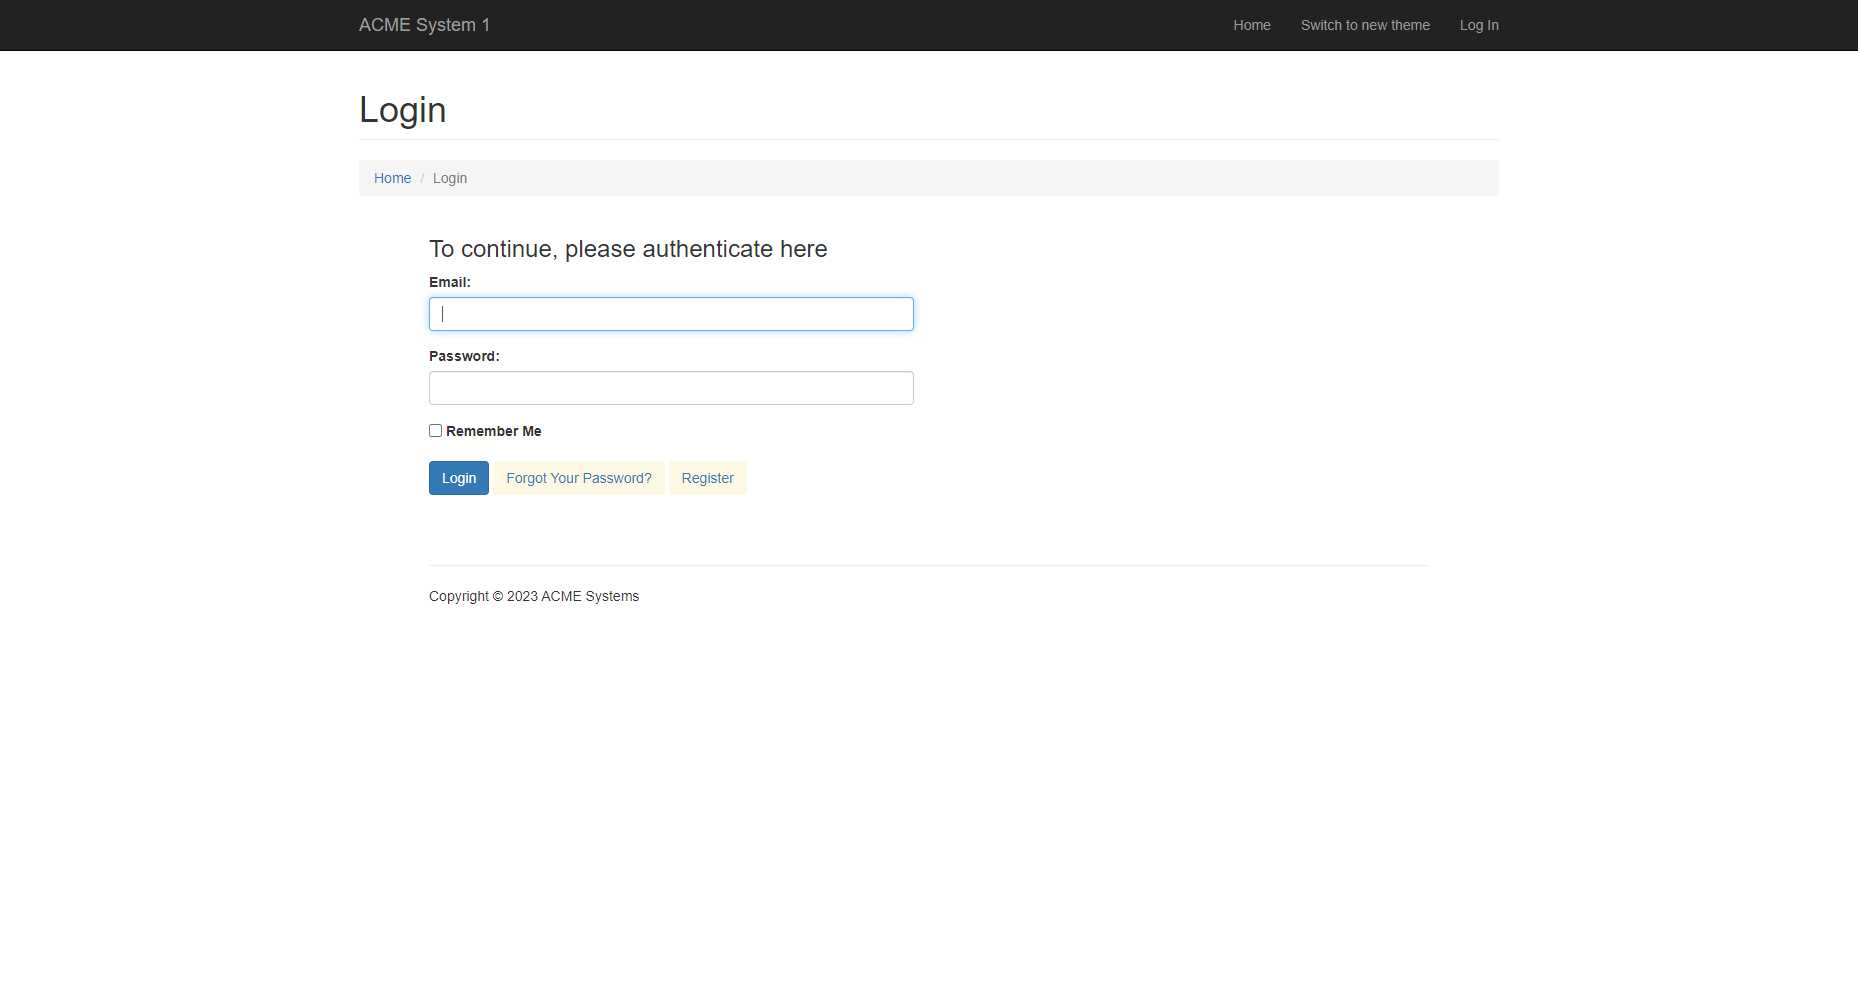 ACME System 1
Home Switch to new theme Log In
Login
Home / Login
To continue, please authenticate here
Email:
Password:
Remember Me
Login Forgot Your Password? Register
Copyright © 2023 ACME Systems